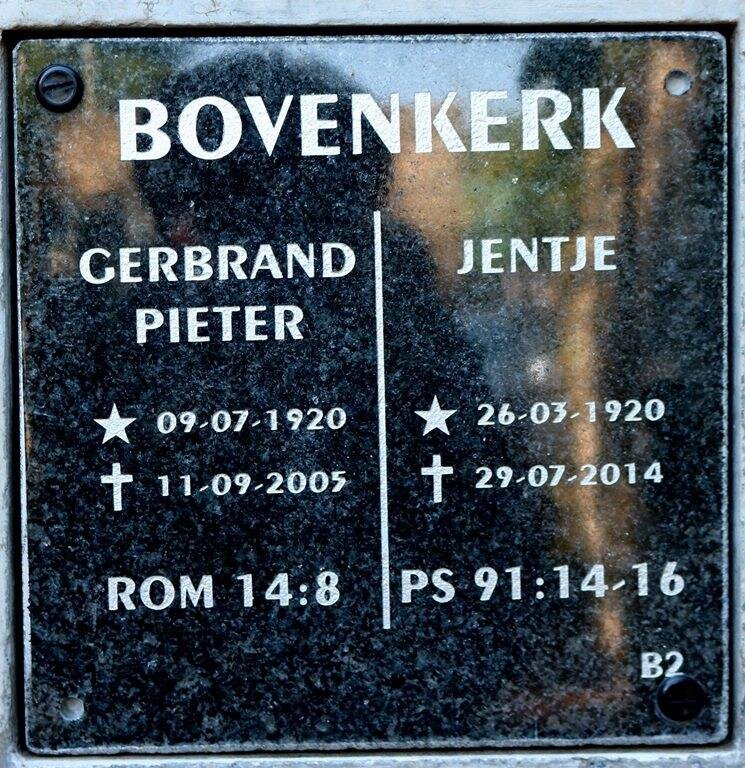 BOVENKERK
GERBRAND
PIETER
★ 09-07-1920
✝ 11-09-2005
ROM 14:8
JENTJE
★ 26-03-1920
✝ 29-07-2014
PS 91:14-16
B2